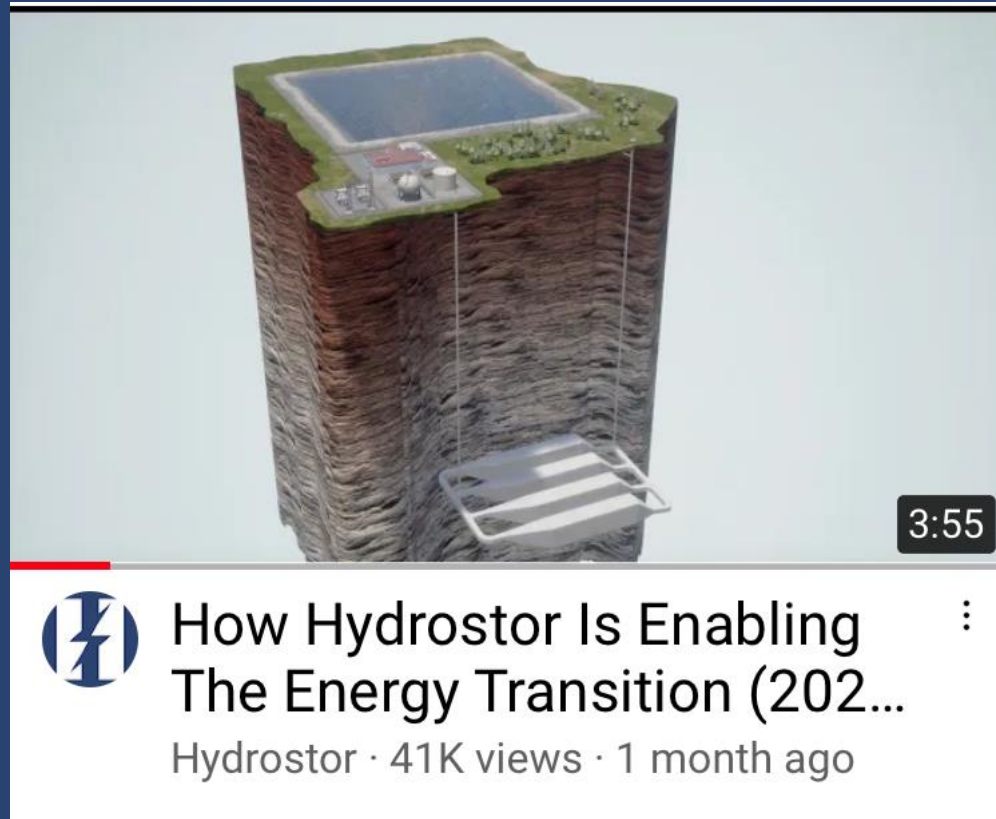 3:55
How Hydrostor Is Enabling
The Energy Transition (202...
Hydrostor · 41K views · 1 month ago